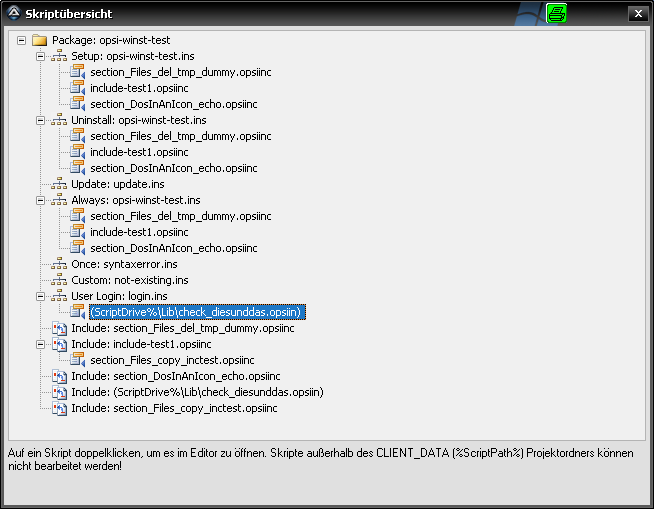 Skriptübersicht
Package: opsi-winst-test
Setup: opsi-winst-test.ins
section_Files_del_tmp_dummy.opsiinc
include-test1.opsiinc
section_DosInAnIcon_echo.opsiinc
Uninstall: opsi-winst-test.ins
section_Files_del_tmp_dummy.opsiinc
include-test1.opsiinc
section_DosInAnIcon_echo.opsiinc
Update: update.ins
Always: opsi-winst-test.ins
section_Files_del_tmp_dummy.opsiinc
include-test1.opsiinc
section_DosInAnIcon_echo.opsiinc
Once: syntaxerror.ins
Custom: not-existing.ins
User Login: login.ins
(ScriptDrive%\Lib\check_diesunddas.opsiin)
Include: section_Files_del_tmp_dummy.opsiinc
Include: include-test1.opsiinc
section_Files_copy_inctest.opsiinc
Include: section_DosInAnIcon_echo.opsiinc
Include: (ScriptDrive%\Lib\check_diesunddas.opsiin)
Include: section_Files_copy_inctest.opsiinc
Auf ein Skript doppelklicken, um es im Editor zu öffnen. Skripte außerhalb des CLIENT_DATA (%ScriptPath%) Projektordners können
nicht bearbeitet werden!